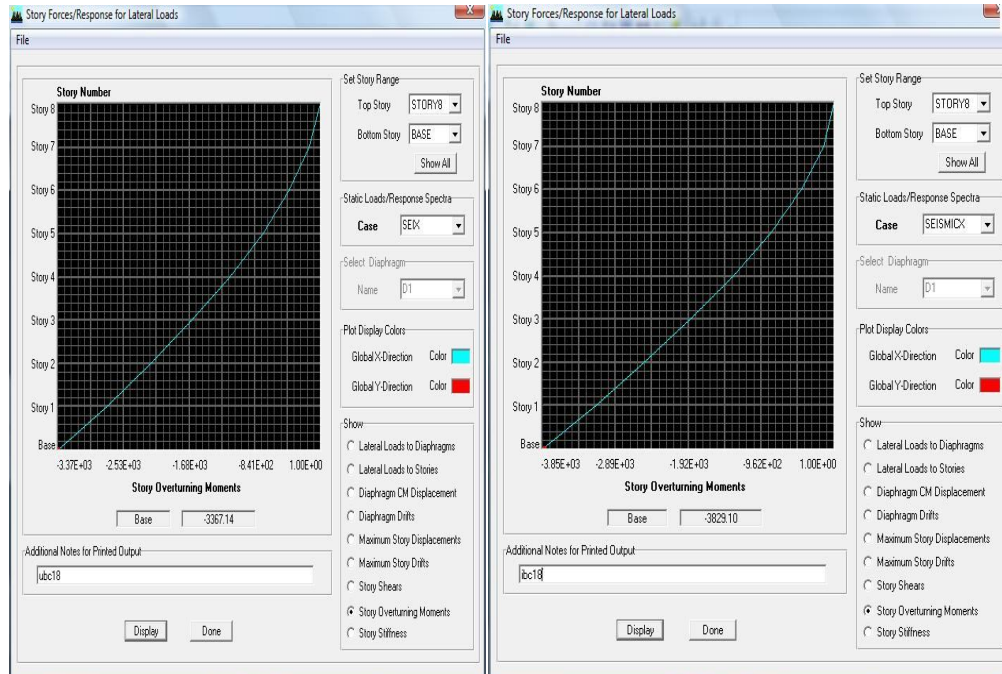 Story Forces/Response for Lateral Loads
File
Story Number
Story 8
Story 7
Story 6
Story 5
Story 4
Story 3
Story 2
Story 1
Base
-3.37E+03 -2.53E+03 -1.68E+03 -8.41E+02 1.00E+00
Story Overturning Moments
Base -3367.14
Additional Notes for Printed Output
ubc18
Display Done
Set Story Range
Top Story STORY8
Bottom Story BASE
Show All
Static Loads/Response Spectra
Case SEIX
Select Diaphragm
Name D1
Plot Display Colors
Global X-Direction Color
Global Y-Direction Color
Show
Lateral Loads to Diaphragms
Lateral Loads to Stories
Diaphragm CM Displacement
Diaphragm Drifts
Maximum Story Displacements
Maximum Story Drifts
Story Shears
Story Overturning Moments
Story Stiffness
Story Forces/Response for Lateral Loads
File
Story Number
Story 8
Story 7
Story 6
Story 5
Story 4
Story 3
Story 2
Story 1
Base
-3.85E+03 -2.89E+03 -1.92E+03 -9.62E+02 1.00E+00
Story Overturning Moments
Base -3829.10
Additional Notes for Printed Output
ibc18
Display Done
Set Story Range
Top Story STORY8
Bottom Story BASE
Show All
Static Loads/Response Spectra
Case SEISMICX
Select Diaphragm
Name D1
Plot Display Colors
Global X-Direction Color
Global Y-Direction Color
Show
Lateral Loads to Diaphragms
Lateral Loads to Stories
Diaphragm CM Displacement
Diaphragm Drifts
Maximum Story Displacements
Maximum Story Drifts
Story Shears
Story Overturning Moments
Story Stiffness